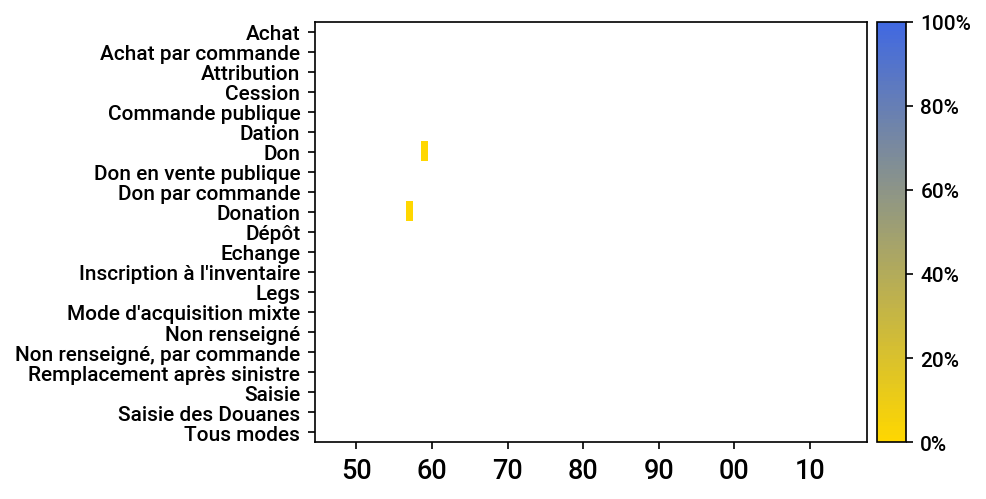 Achat
Achat par commande
Attribution
Cession
Commande publique
Dation
Don
Don en vente publique
Don par commande
Donation
Dépôt
Echange
Inscription à l'inventaire
Legs
Mode d'acquisition mixte
Non renseigné
Non renseigné, par commande
Remplacement après sinistre
Saisie
Saisie des Douanes
Tous modes
50 60 70 80 90 00 10
100%
80%
60%
40%
20%
0%